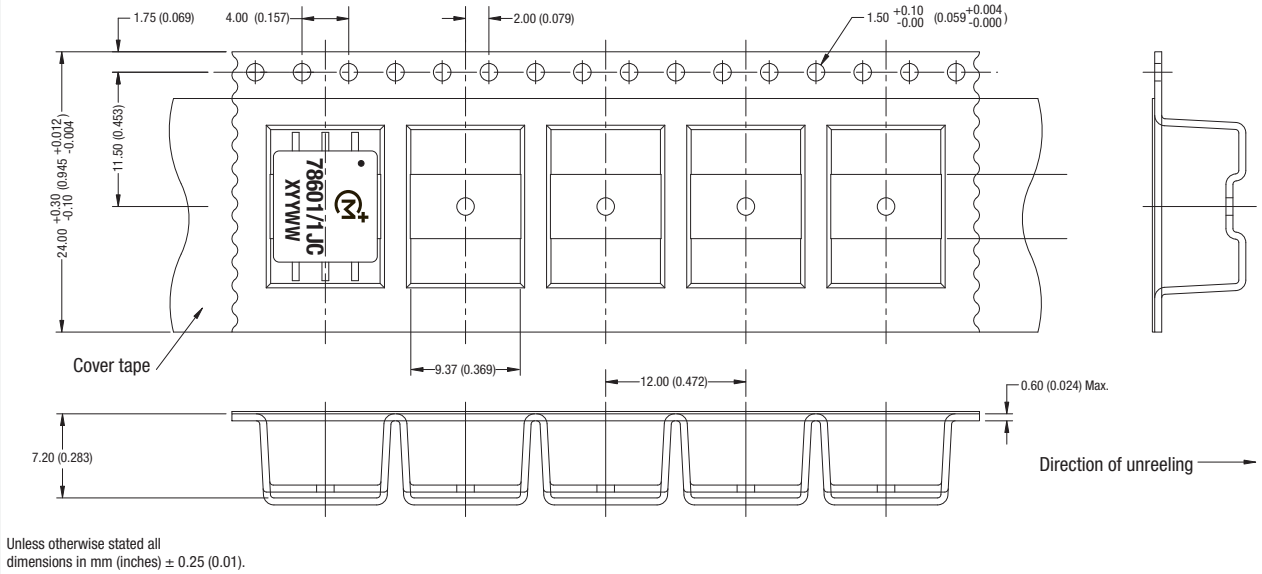 1.75 (0.069)
4.00 (0.157)
2.00 (0.079)
1.50 +0.10 -0.00 (0.059 +0.004 -0.000)
24.00 +0.30 -0.10 (0.945 +0.012 -0.004)
11.50 (0.453)
78601/1JC
XYYWW
M
Cover tape
9.37 (0.369)
12.00 (0.472)
0.60 (0.024) Max.
7.20 (0.283)
Direction of unreeling
Unless otherwise stated all
dimensions in mm (inches) ± 0.25 (0.01).